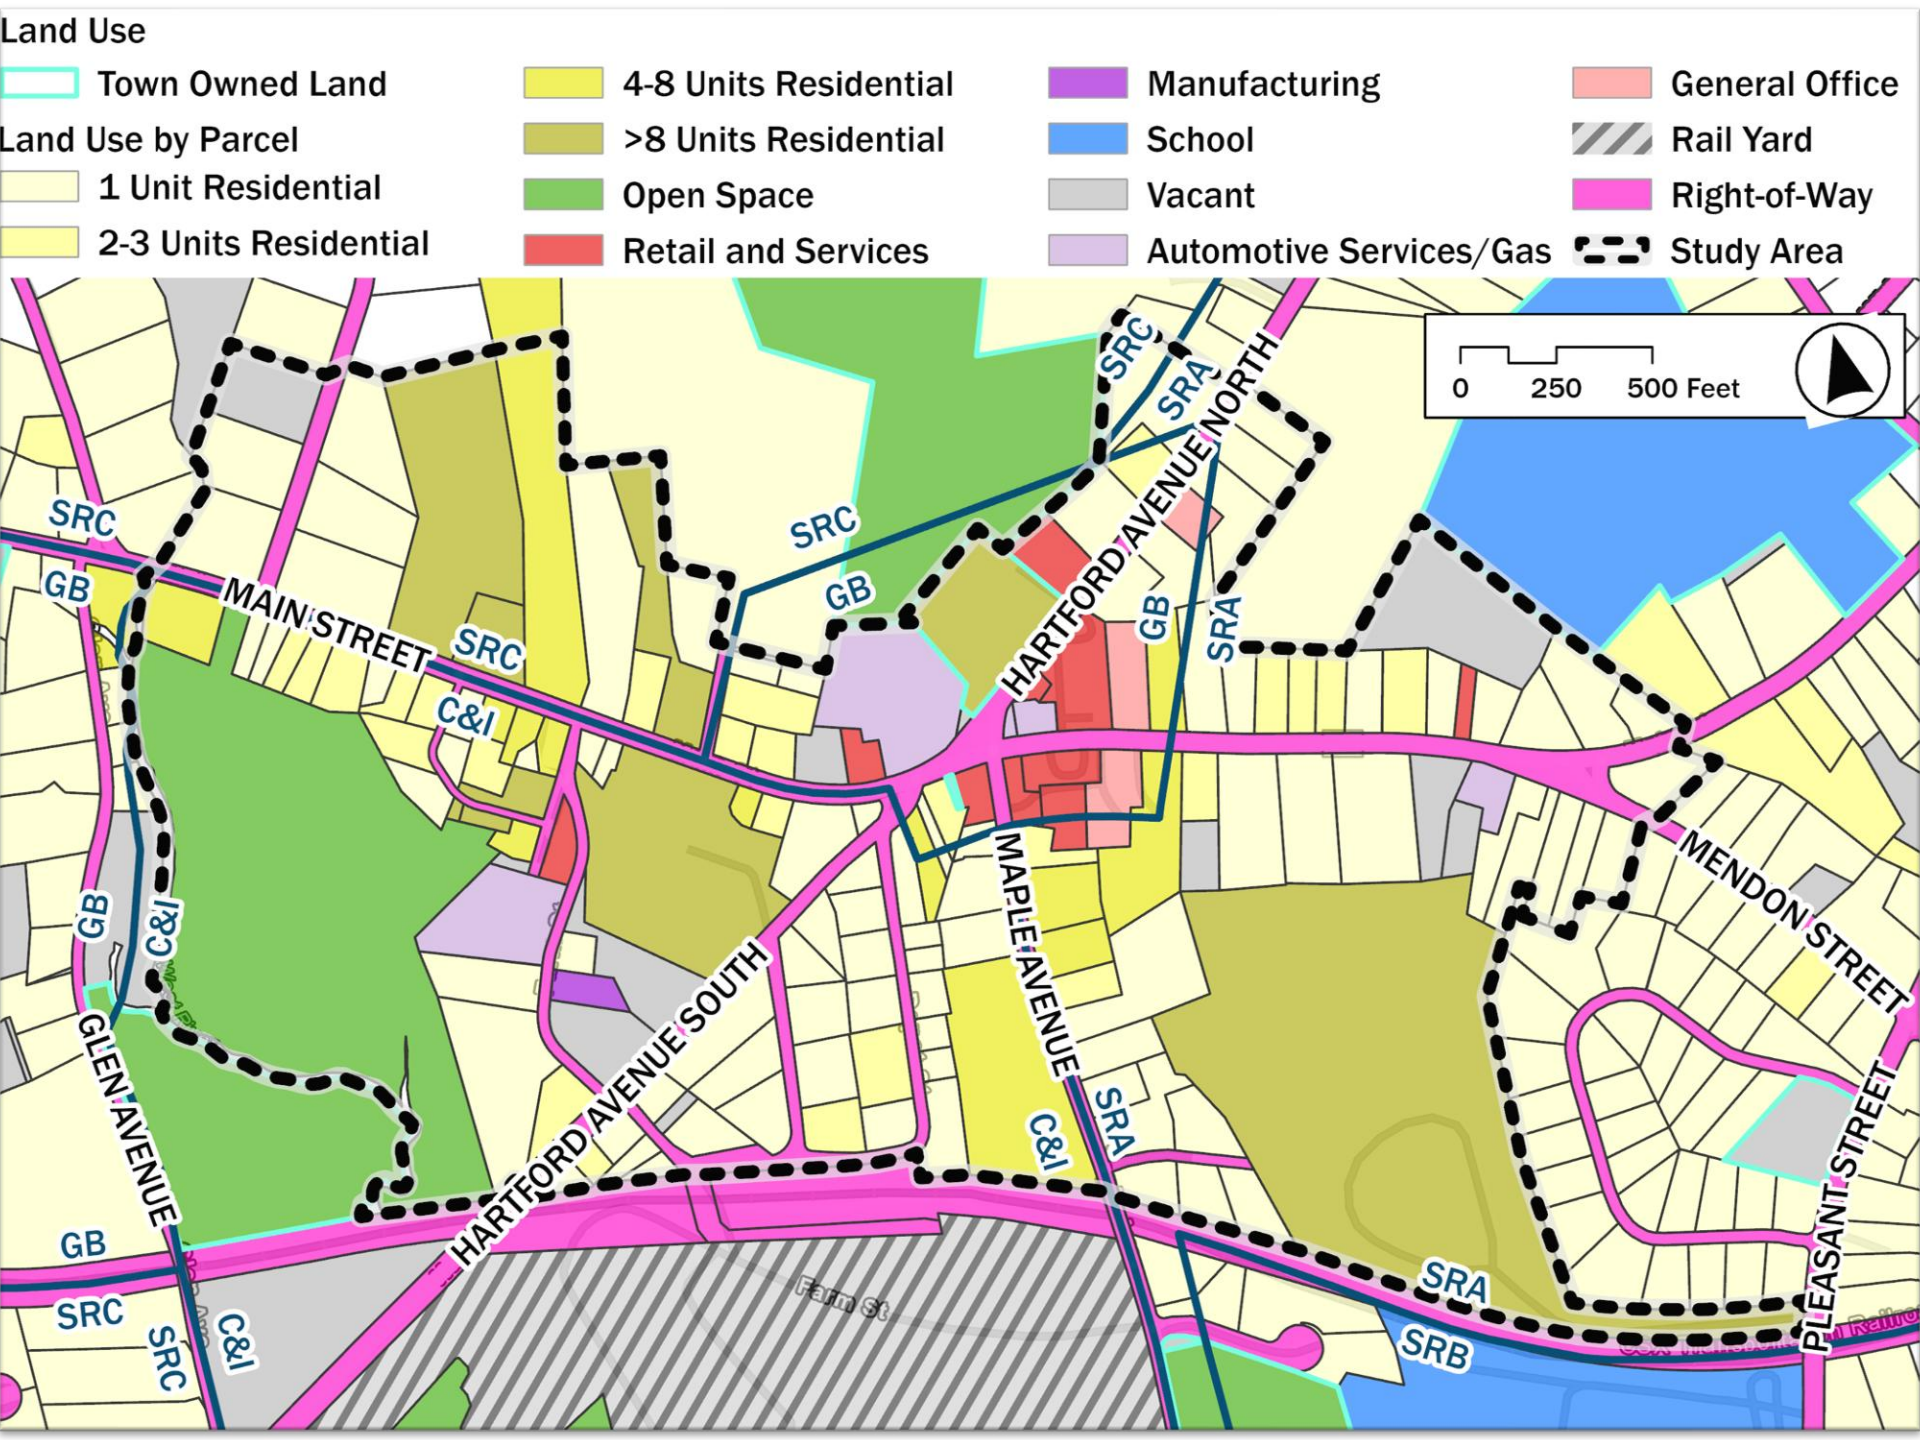 Land Use
Town Owned Land
Land Use by Parcel
1 Unit Residential
2-3 Units Residential
4-8 Units Residential
>8 Units Residential
Open Space
Retail and Services
Manufacturing
School
Vacant
Automotive Services/Gas
General Office
Rail Yard
Right-of-Way
Study Area
0 250 500 Feet
SRC
SRA
HARTFORD AVENUE NORTH
SRC
GB
SRC
GB
MAIN STREET
SRC
C&I
GB
SRA
GB
C&I
MAPLE AVENUE
MENDON STREET
HARTFORD AVENUE SOUTH
GLEN AVENUE
C&I
SRA
PLEASANT STREET
GB
SRC
SRC
C&I
Farm St
SRA
SRB